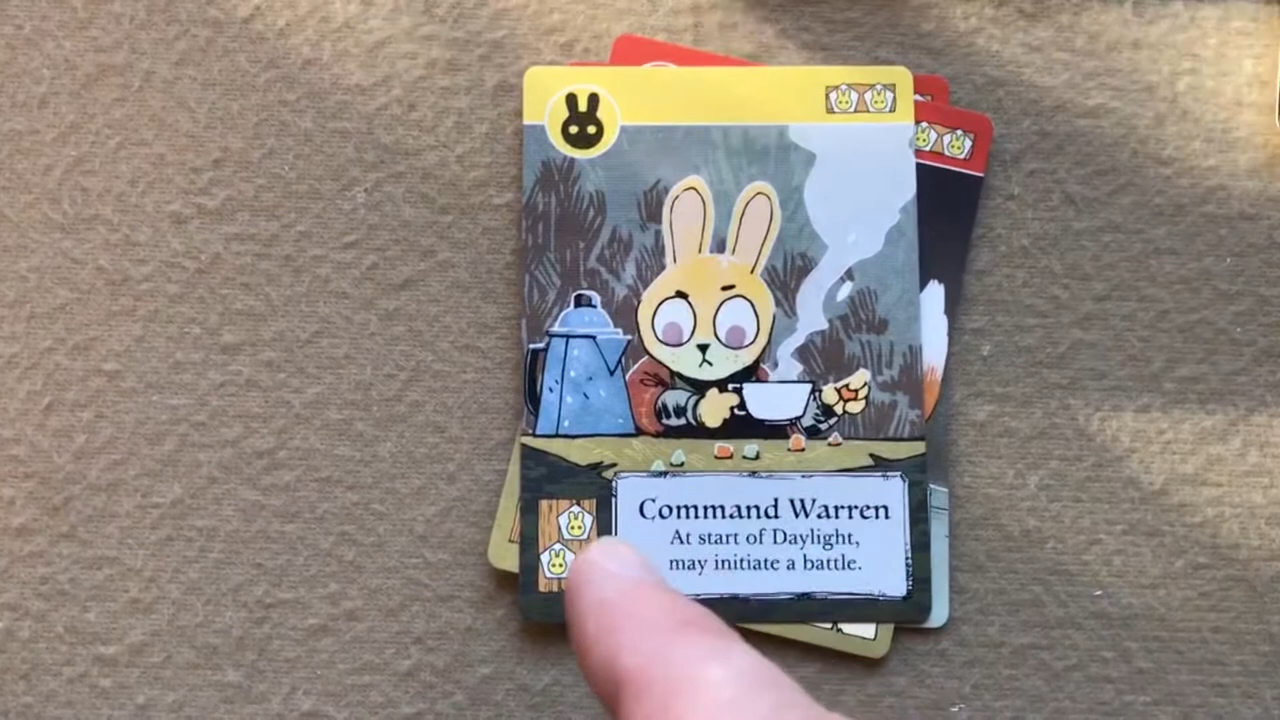 Command Warren
At start of Daylight,
may initiate a battle.